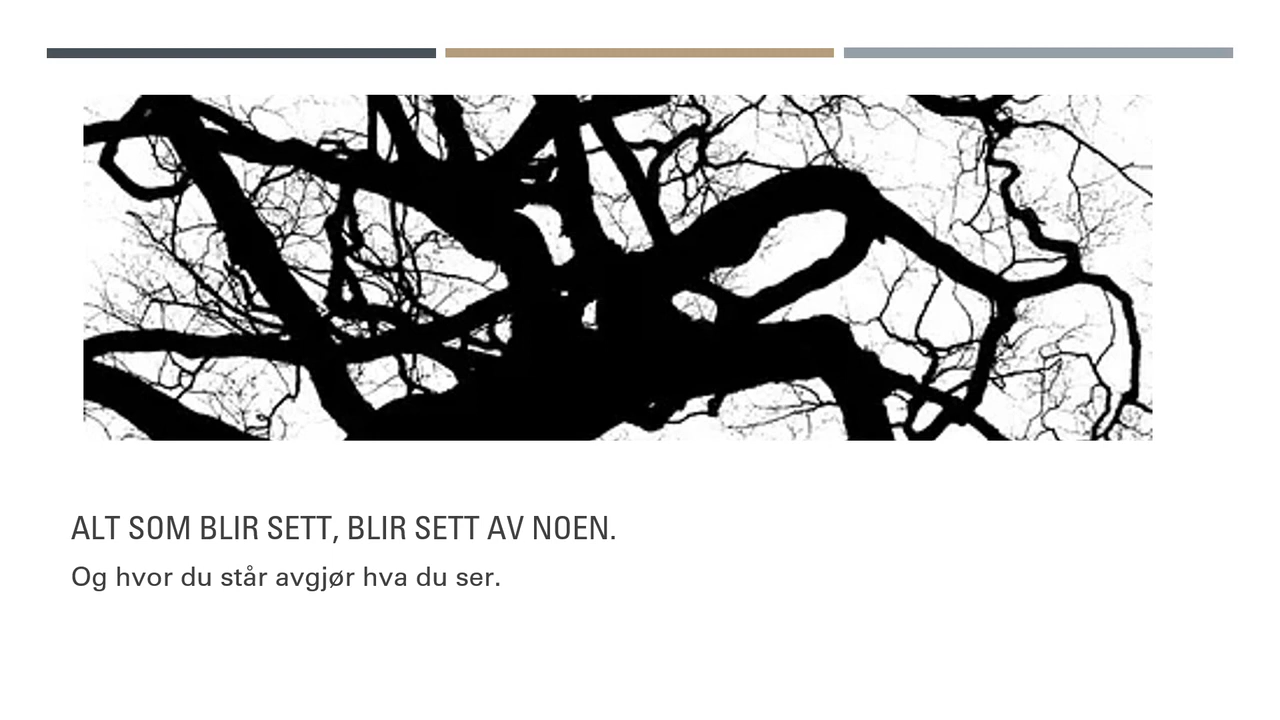 ALT SOM BLIR SETT, BLIR SETT AV NOEN.
Og hvor du står avgjør hva du ser.